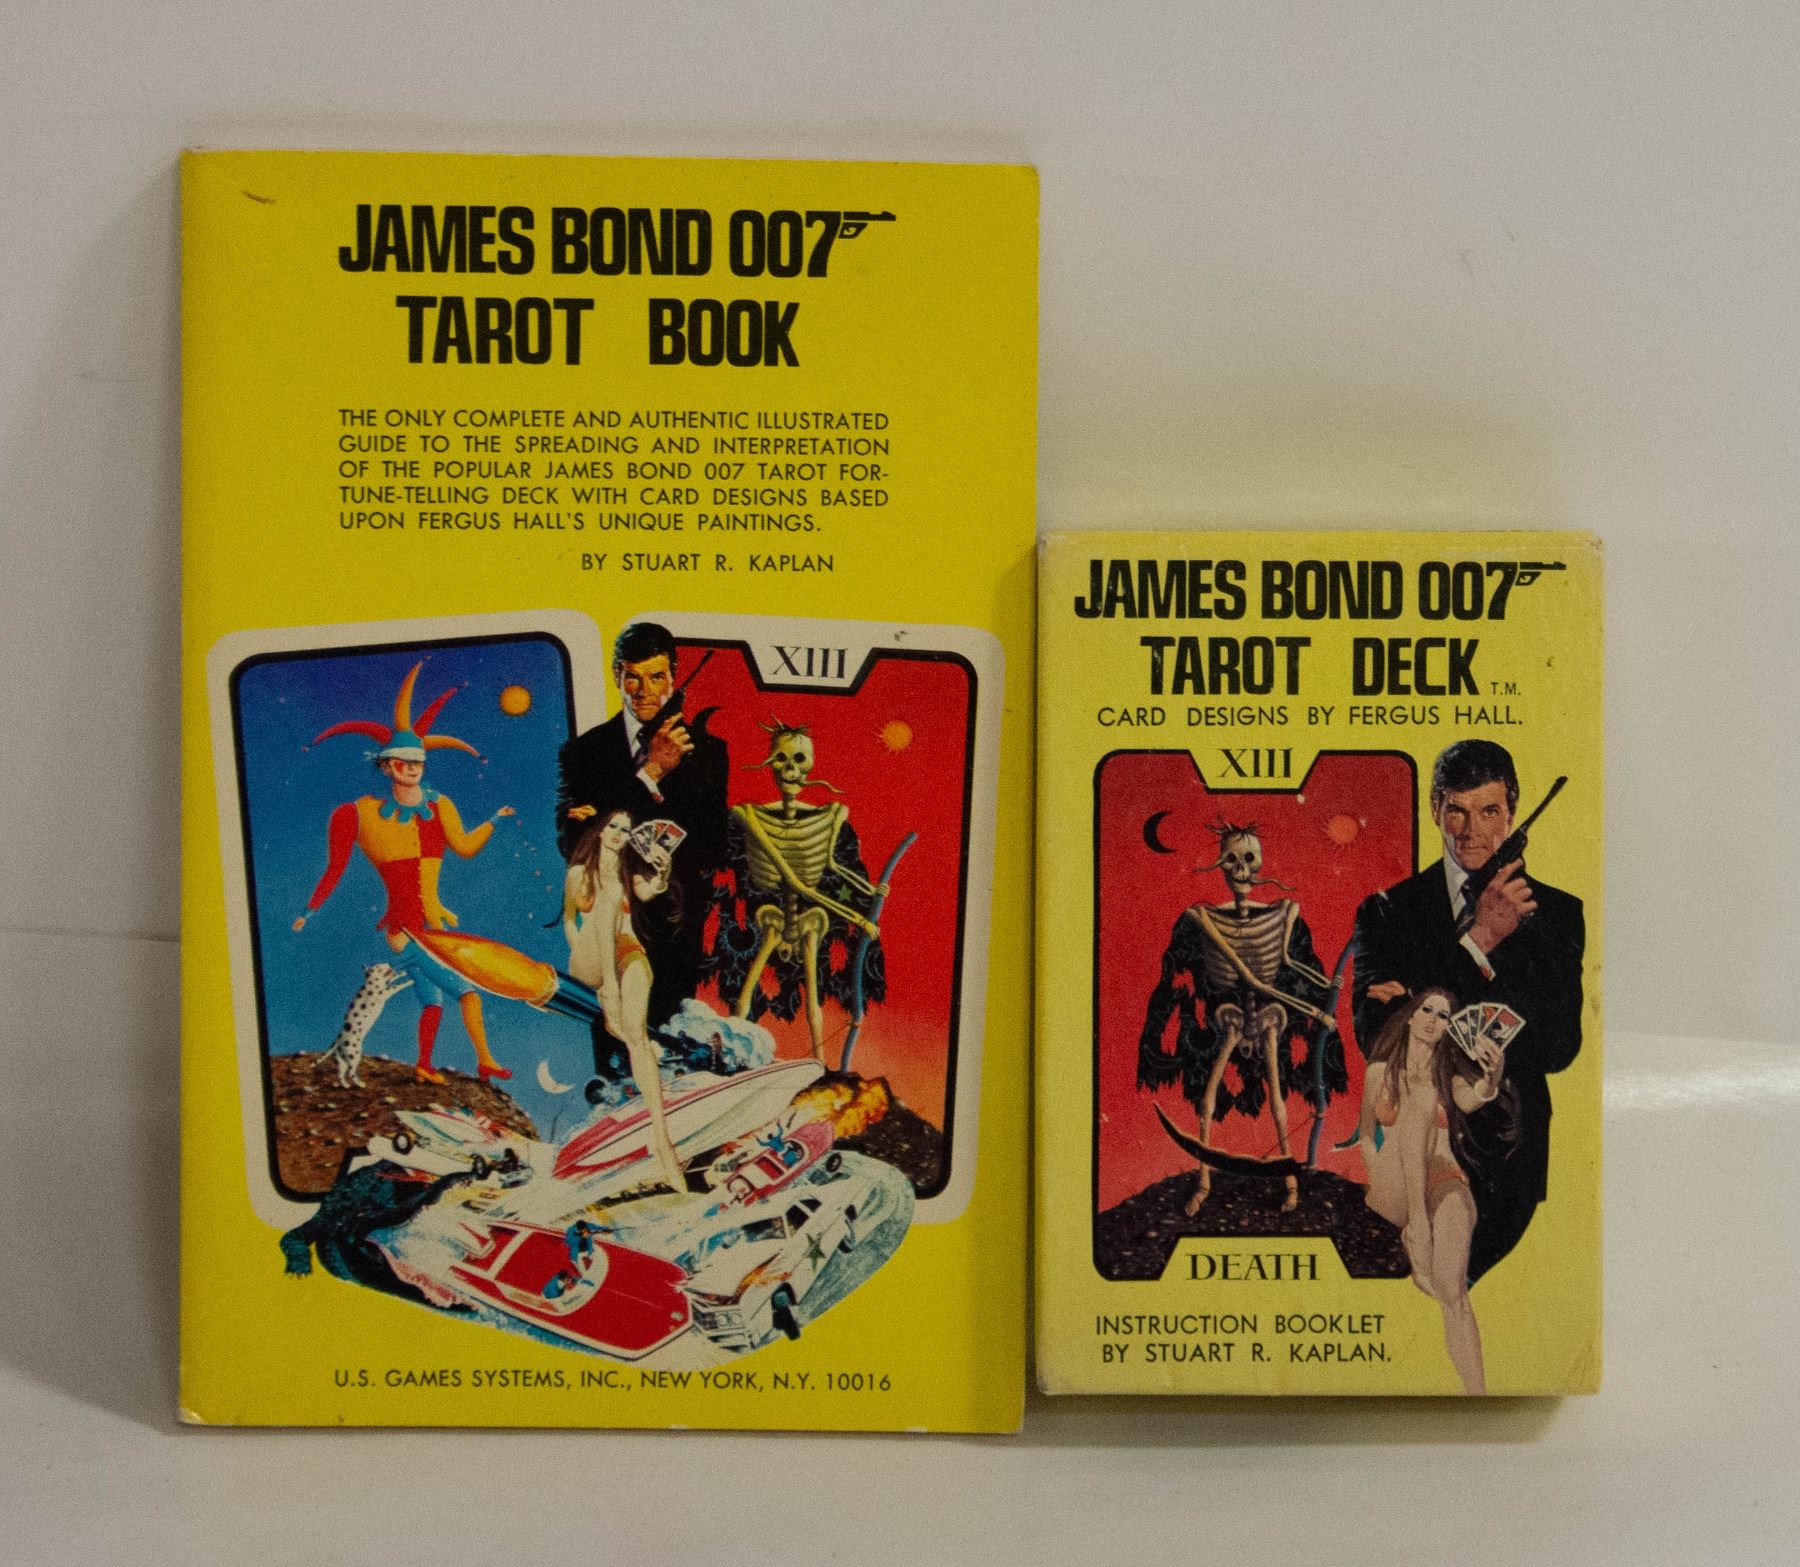 JAMES BOND 007
TAROT BOOK
THE ONLY COMPLETE AND AUTHENTIC ILLUSTRATED
GUIDE TO THE SPREADING AND INTERPRETATION
OF THE POPULAR JAMES BOND 007 TAROT FOR-
TUNE-TELLING DECK WITH CARD DESIGNS BASED
UPON FERGUS HALL'S UNIQUE PAINTINGS.
BY STUART R. KAPLAN
XIII
U.S. GAMES SYSTEMS, INC., NEW YORK, N.Y. 10016
JAMES BOND 007
TAROT DECK T.M.
CARD DESIGNS BY FERGUS HALL.
XIII
DEATH
INSTRUCTION BOOKLET
BY STUART R. KAPLAN.